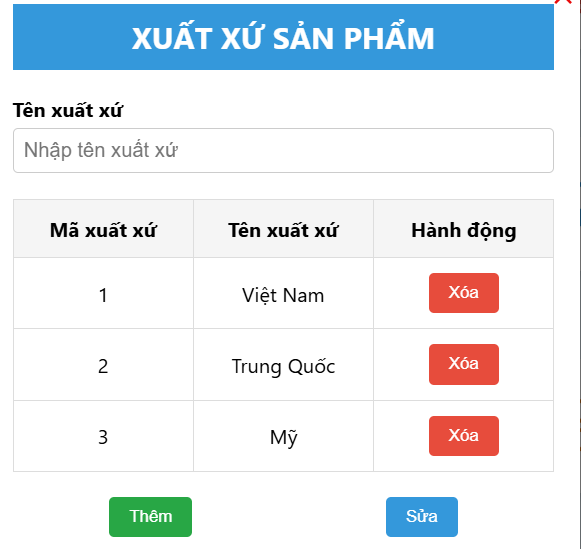 XUẤT XỨ SẢN PHẨM
Tên xuất xứ
Nhập tên xuất xứ
Mã xuất xứ Tên xuất xứ Hành động
1 Việt Nam Xóa
2 Trung Quốc Xóa
3 Mỹ Xóa
Thêm Sửa